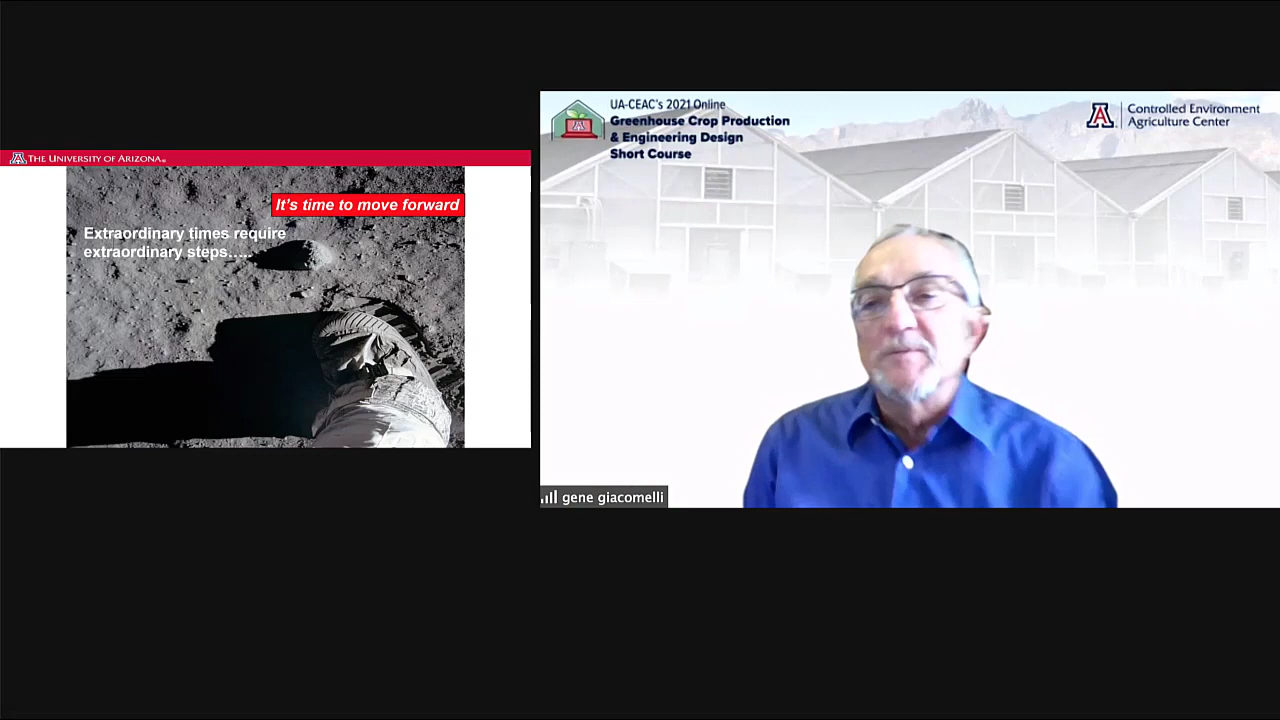 THE UNIVERSITY OF ARIZONA®
It's time to move forward
Extraordinary times require
extraordinary steps…..
UA-CEAC's 2021 Online
Greenhouse Crop Production
& Engineering Design
Short Course
A
Controlled Environment
Agriculture Center
gene giacomelli